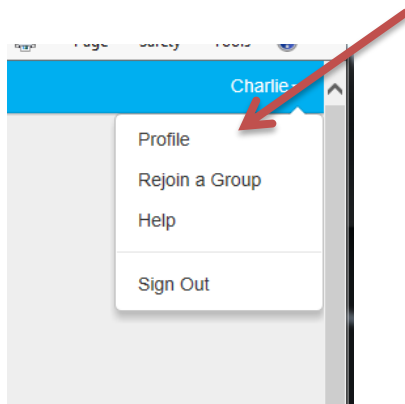 Page Safety Tools
Charlie
Profile
Rejoin a Group
Help
Sign Out